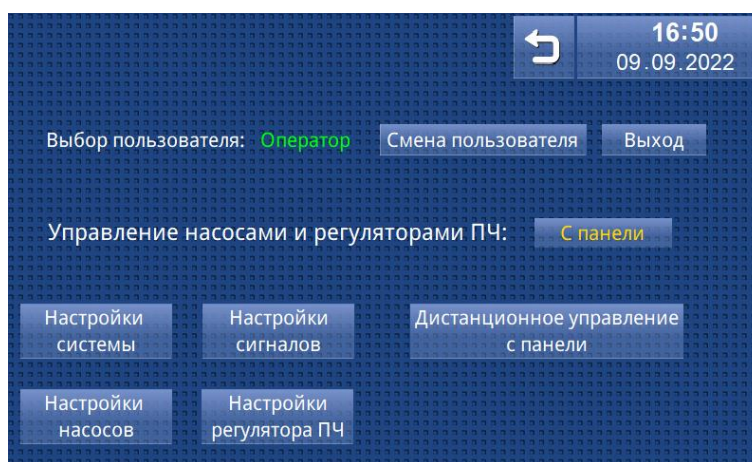 16:50
09.09.2022
Выбор пользователя: Оператор Смена пользователя Выход
Управление насосами и регуляторами ПЧ: С панели
Настройки
системы
Настройки
сигналов
Дистанционное управление
с панели
Настройки
насосов
Настройки
регулятора ПЧ